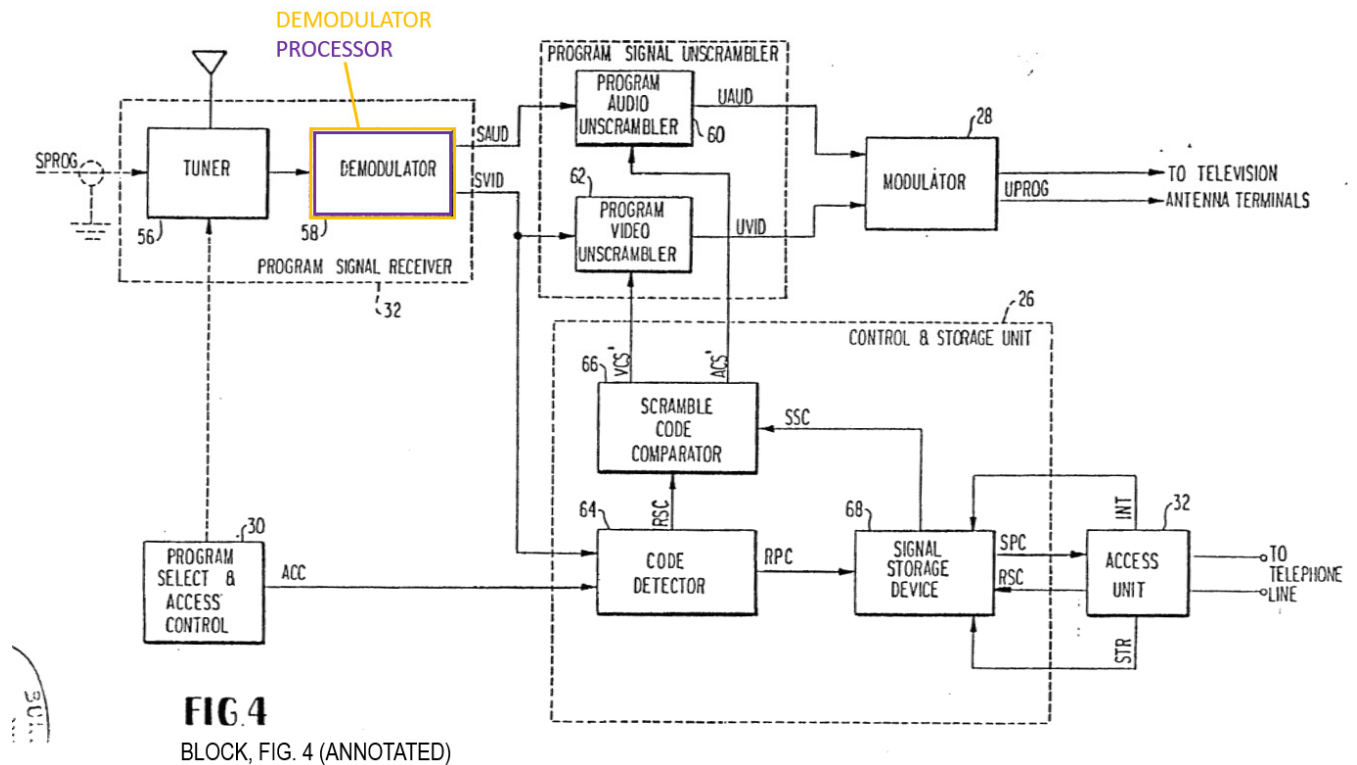 DEMODULATOR
PROCESSOR
PROGRAM SIGNAL UNSCRAMBLER
PROGRAM
AUDIO
UNSCRAMBLER
60
UAUD
SAUD
SPROG
TUNER
56
DEMODULATOR
58
SVID
62
PROGRAM
VIDEO
UNSCRAMBLER
UVID
28
MODULATOR
TO TELEVISION
UPROG
ANTENNA TERMINALS
PROGRAM SIGNAL RECEIVER
32
26
CONTROL & STORAGE UNIT
VCS'
ACS'
66
SCRAMBLE
CODE
COMPARATOR
SSC
RSC
INT
30
PROGRAM
SELECT &
ACCESS
CONTROL
ACC
64
CODE
DETECTOR
RPC
68
SIGNAL
STORAGE
DEVICE
SPC
RSC
32
ACCESS
UNIT
TO
TELEPHONE
LINE
STR
FIG.4
BLOCK, FIG. 4 (ANNOTATED)